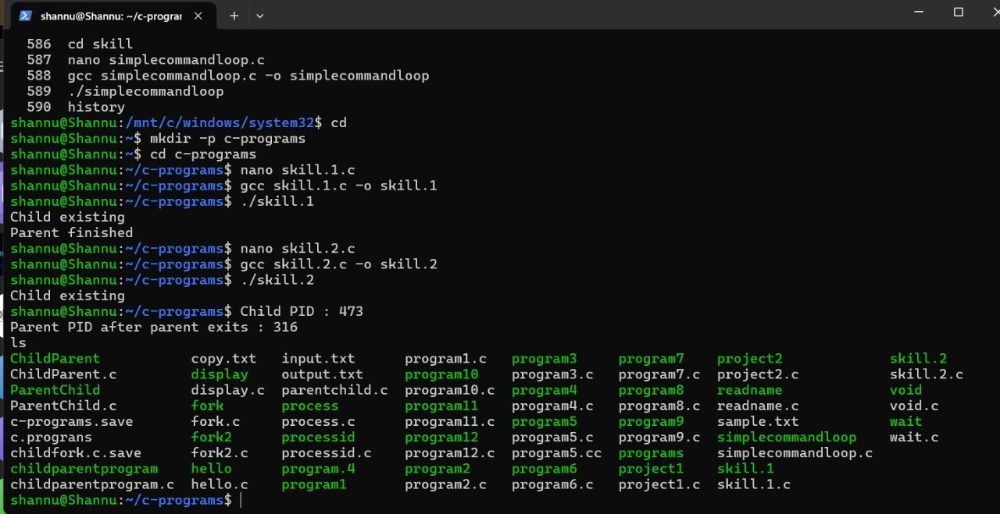 shannu@Shannu: ~/c-prograr
586  cd skill
587  nano simplecommandloop.c
588  gcc simplecommandloop.c -o simplecommandloop
589  ./simplecommandloop
590  history
shannu@Shannu:/mnt/c/windows/system32$ cd
shannu@Shannu:~$ mkdir -p c-programs
shannu@Shannu:~$ cd c-programs
shannu@Shannu:~/c-programs$ nano skill.1.c
shannu@Shannu:~/c-programs$ gcc skill.1.c -o skill.1
shannu@Shannu:~/c-programs$ ./skill.1
Child existing
Parent finished
shannu@Shannu:~/c-programs$ nano skill.2.c
shannu@Shannu:~/c-programs$ gcc skill.2.c -o skill.2
shannu@Shannu:~/c-programs$ ./skill.2
Child existing
shannu@Shannu:~/c-programs$ Child PID : 473
Parent PID after parent exits : 316
ls
ChildParent copy.txt input.txt program1.c program3 program7 project2 skill.2
ChildParent.c display output.txt program10 program3.c program7.c project2.c skill.2.c
ParentChild display.c parentchild.c program10.c program4 program8 readname void
ParentChild.c fork process program11 program4.c program8.c readname.c void.c
c-programs.save fork.c process.c program11.c program5 program9 sample.txt wait
c.prograns fork2 processid program12 program5.c program9.c simplecommandloop wait.c
childfork.c.save fork2.c processid.c program12.c program5.cc programs simplecommandloop.c
childparentprogram hello program.4 program2 program6 project1 skill.1
childparentprogram.c hello.c program1 program2.c program6.c project1.c skill.1.c
shannu@Shannu:~/c-programs$